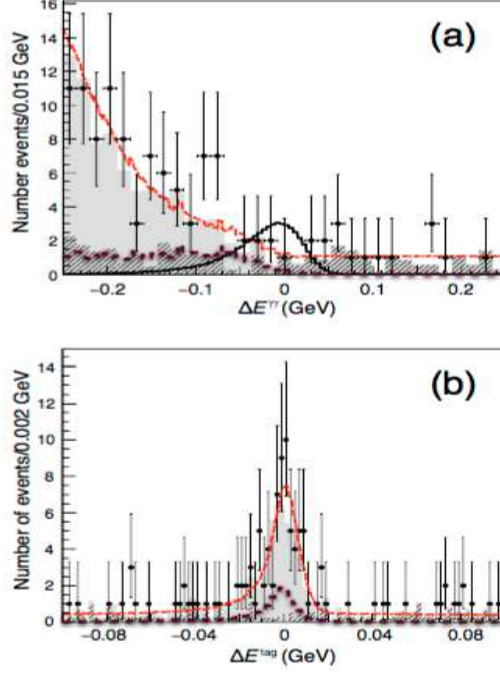 (a)
Number events/0.015 GeV
16
14
12
10
8
6
4
2
0
−0.2 −0.1 0 0.1 0.2
ΔE^γγ (GeV)
(b)
Number of events/0.002 GeV
14
12
10
8
6
4
2
0
−0.08 −0.04 0 0.04 0.08
ΔE^tag (GeV)